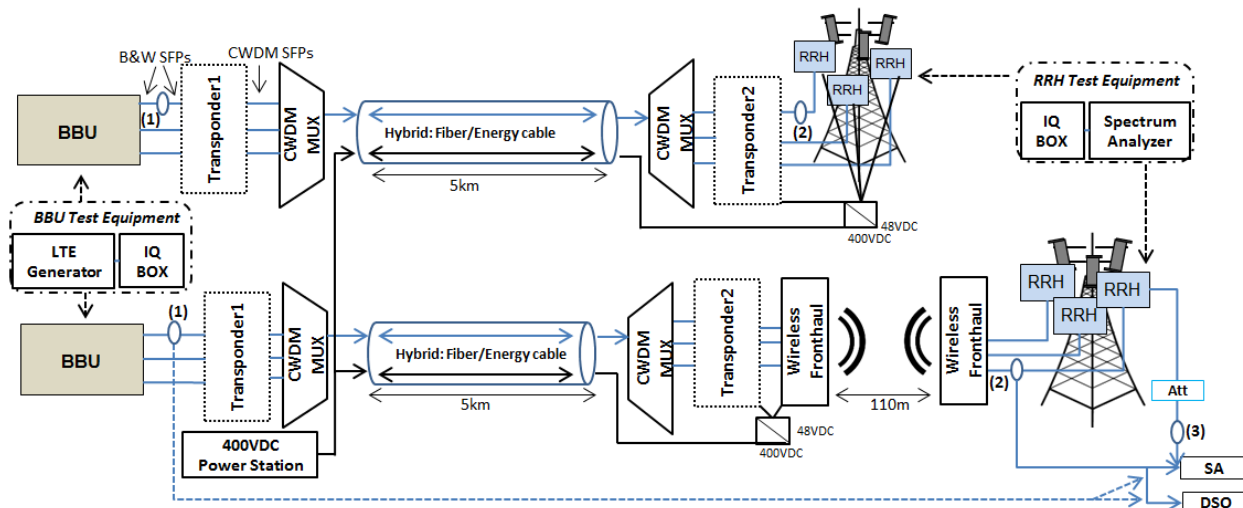 B&W SFPs
Transponder1
CWDM SFPs
BBU
(1)
CWDM
MUX
Hybrid: Fiber/Energy cable
5km
CWDM
MUX
Transponder2
(2)
RRH
RRH
RRH
48VDC
400VDC
RRH Test Equipment
IQ
BOX
Spectrum
Analyzer
BBU Test Equipment
LTE
Generator
IQ
BOX
BBU
(1)
Transponder1
CWDM
MUX
Hybrid: Fiber/Energy cable
5km
CWDM
MUX
Transponder2
Wireless
Fronthaul
48VDC
400VDC
110m
Wireless
Fronthaul
(2)
RRH
RRH
RRH
Att
(3)
SA
DSO
400VDC
Power Station